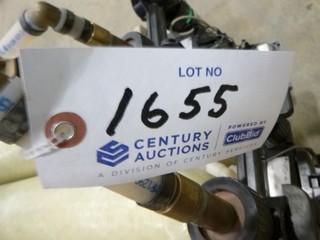 LOT NO
1655
CENTURY AUCTIONS
POWERED BY
ClubBid
A DIVISION OF CENTURY SERVICES